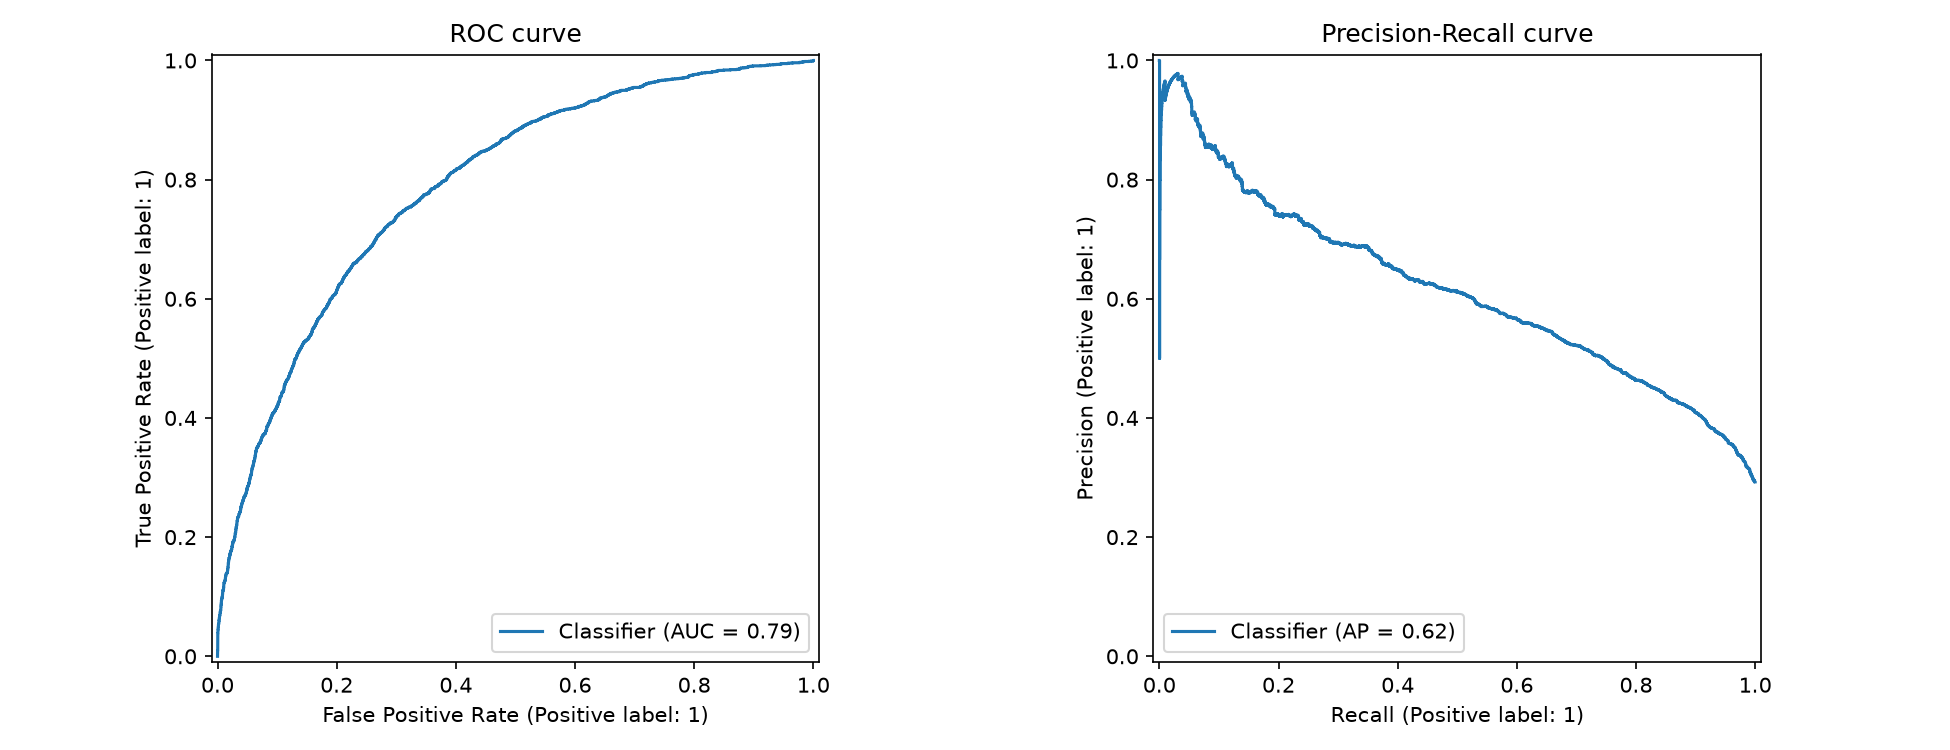 ROC curve
1.0
0.8
0.6
0.4
0.2
0.0
True Positive Rate (Positive label: 1)
Classifier (AUC = 0.79)
0.0 0.2 0.4 0.6 0.8 1.0
False Positive Rate (Positive label: 1)
Precision-Recall curve
1.0
0.8
0.6
0.4
0.2
0.0
Precision (Positive label: 1)
Classifier (AP = 0.62)
0.0 0.2 0.4 0.6 0.8 1.0
Recall (Positive label: 1)